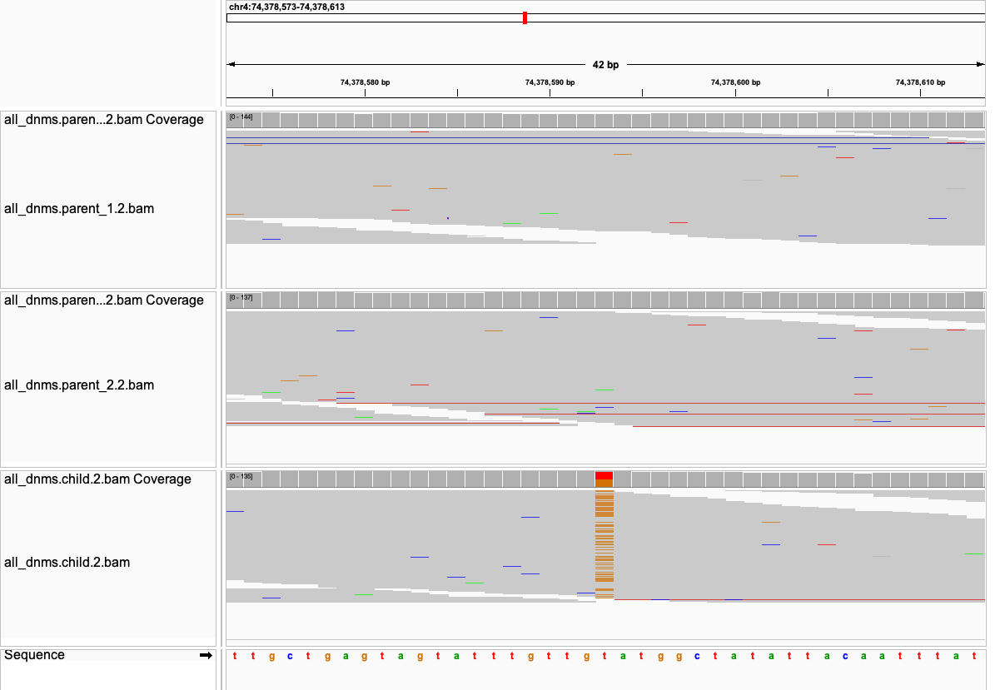 chr4:74,378,573-74,378,613
42 bp
74,378,580 bp 74,378,590 bp 74,378,600 bp 74,378,610 bp
all_dnms.paren...2.bam Coverage
[0 - 144]
all_dnms.parent_1.2.bam
all_dnms.paren...2.bam Coverage
[0 - 137]
all_dnms.parent_2.2.bam
all_dnms.child.2.bam Coverage
[0 - 135]
all_dnms.child.2.bam
Sequence t t g c t g a g t a g t a t t t g t t g t a t g g c t a t a t t a c a a t t t a t